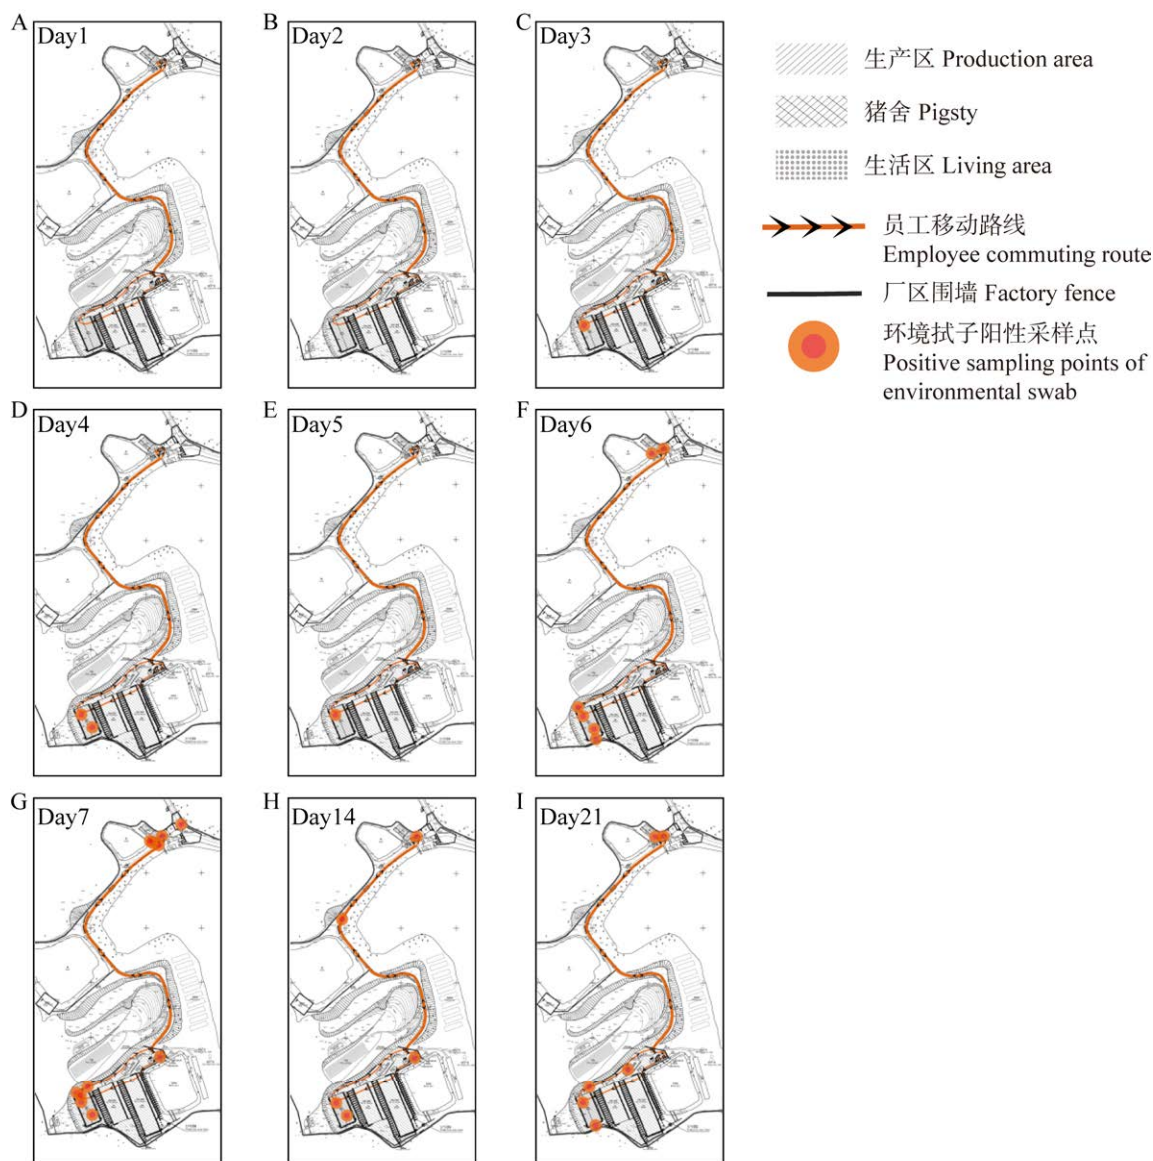 A
Day1
B
Day2
C
Day3
生产区 Production area
猪舍 Pigsty
生活区 Living area
员工移动路线
Employee commuting route
厂区围墙 Factory fence
环境拭子阳性采样点
Positive sampling points of
environmental swab
D
Day4
E
Day5
F
Day6
G
Day7
H
Day14
I
Day21